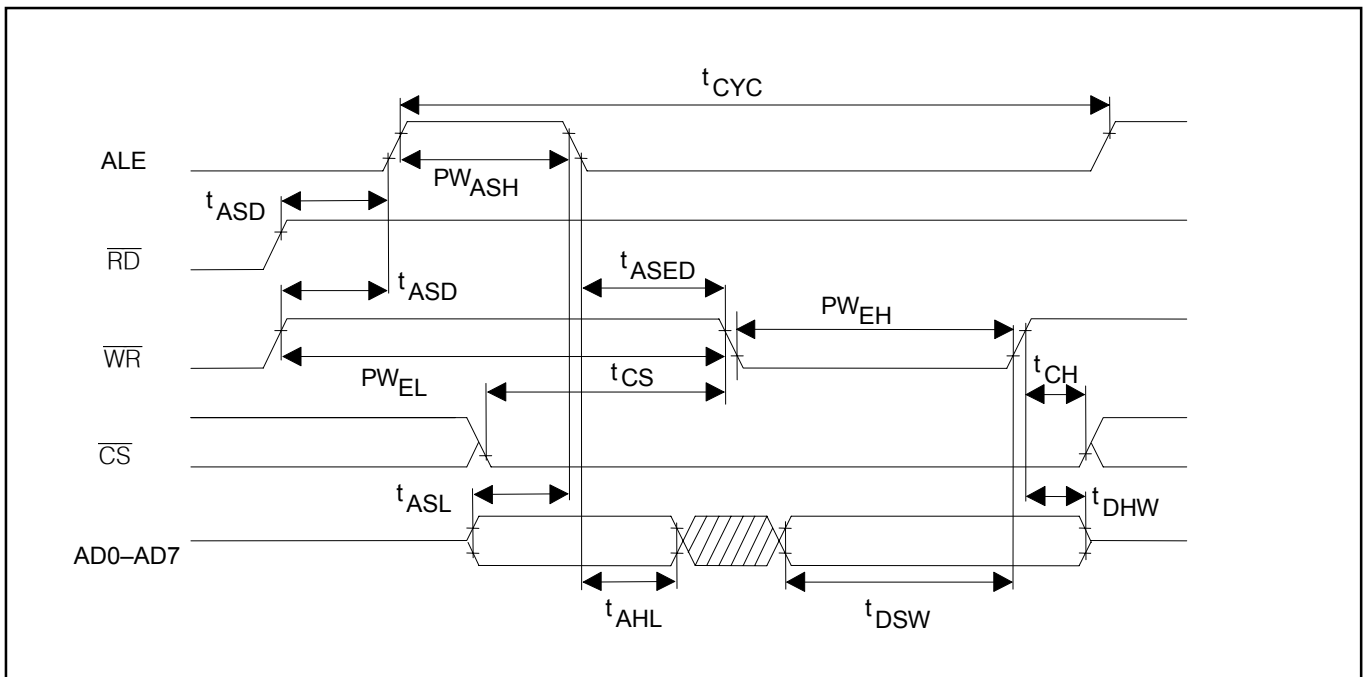 tCYC
ALE
PWASH
tASD
RD
tASED
tASD
PWEH
WR
PWEL
tCS
tCH
CS
tASL
tDHW
AD0–AD7
tAHL
tDSW